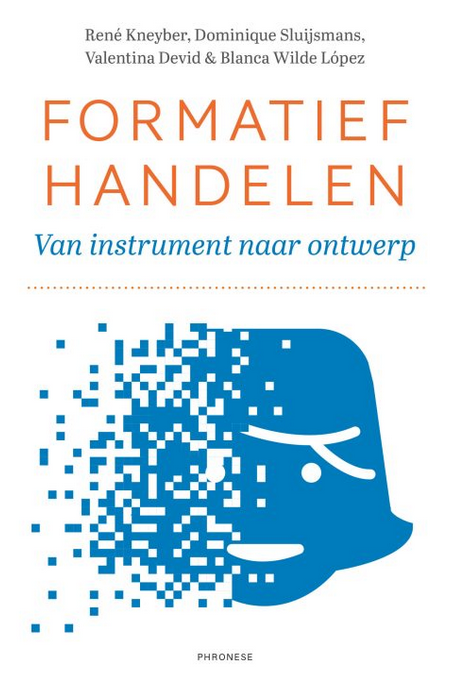 René Kneyber, Dominique Sluijsmans,
Valentina Devid & Blanca Wilde López
FORMATIEF
HANDELEN
Van instrument naar ontwerp
PHRONESE